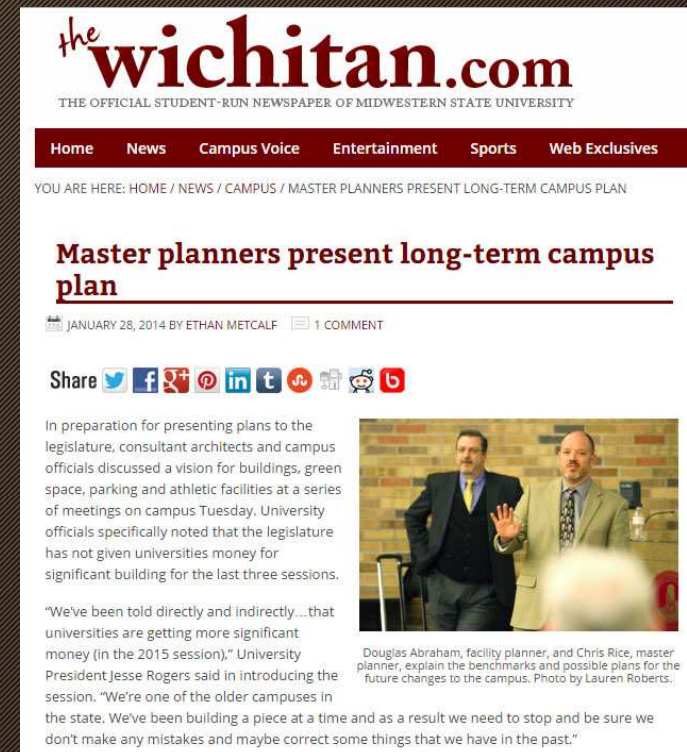 the wichitan.com
THE OFFICIAL STUDENT-RUN NEWSPAPER OF MIDWESTERN STATE UNIVERSITY
Home News Campus Voice Entertainment Sports Web Exclusives
YOU ARE HERE: HOME / NEWS / CAMPUS / MASTER PLANNERS PRESENT LONG-TERM CAMPUS PLAN
Master planners present long-term campus
plan
JANUARY 28, 2014 BY ETHAN METCALF 1 COMMENT
Share
In preparation for presenting plans to the
legislature, consultant architects and campus
officials discussed a vision for buildings, green
space, parking and athletic facilities at a series
of meetings on campus Tuesday. University
officials specifically noted that the legislature
has not given universities money for
significant building for the last three sessions.
“We’ve been told directly and indirectly…that
universities are getting more significant
money (in the 2015 session),” University
President Jesse Rogers said in introducing the
session. “We’re one of the older campuses in
the state. We’ve been building a piece at a time and as a result we need to stop and be sure we
don’t make any mistakes and maybe correct some things that we have in the past.”
Douglas Abraham, facility planner, and Chris Rice, master
planner, explain the benchmarks and possible plans for the
future changes to the campus. Photo by Lauren Roberts.